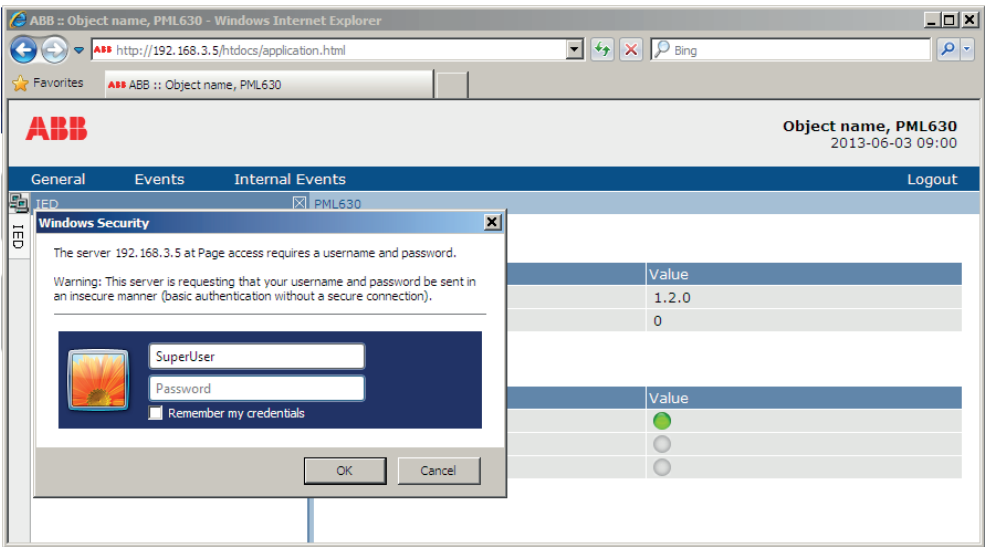 ABB :: Object name, PML630 - Windows Internet Explorer
ABB http://192.168.3.5/htdocs/application.html
Bing
Favorites
ABB ABB :: Object name, PML630
ABB
Object name, PML630
2013-06-03 09:00
General Events Internal Events Logout
IED PML630
IED
Windows Security
The server 192.168.3.5 at Page access requires a username and password.
Warning: This server is requesting that your username and password be sent in
an insecure manner (basic authentication without a secure connection).
SuperUser
Password
Remember my credentials
OK Cancel
Value
1.2.0
0
Value